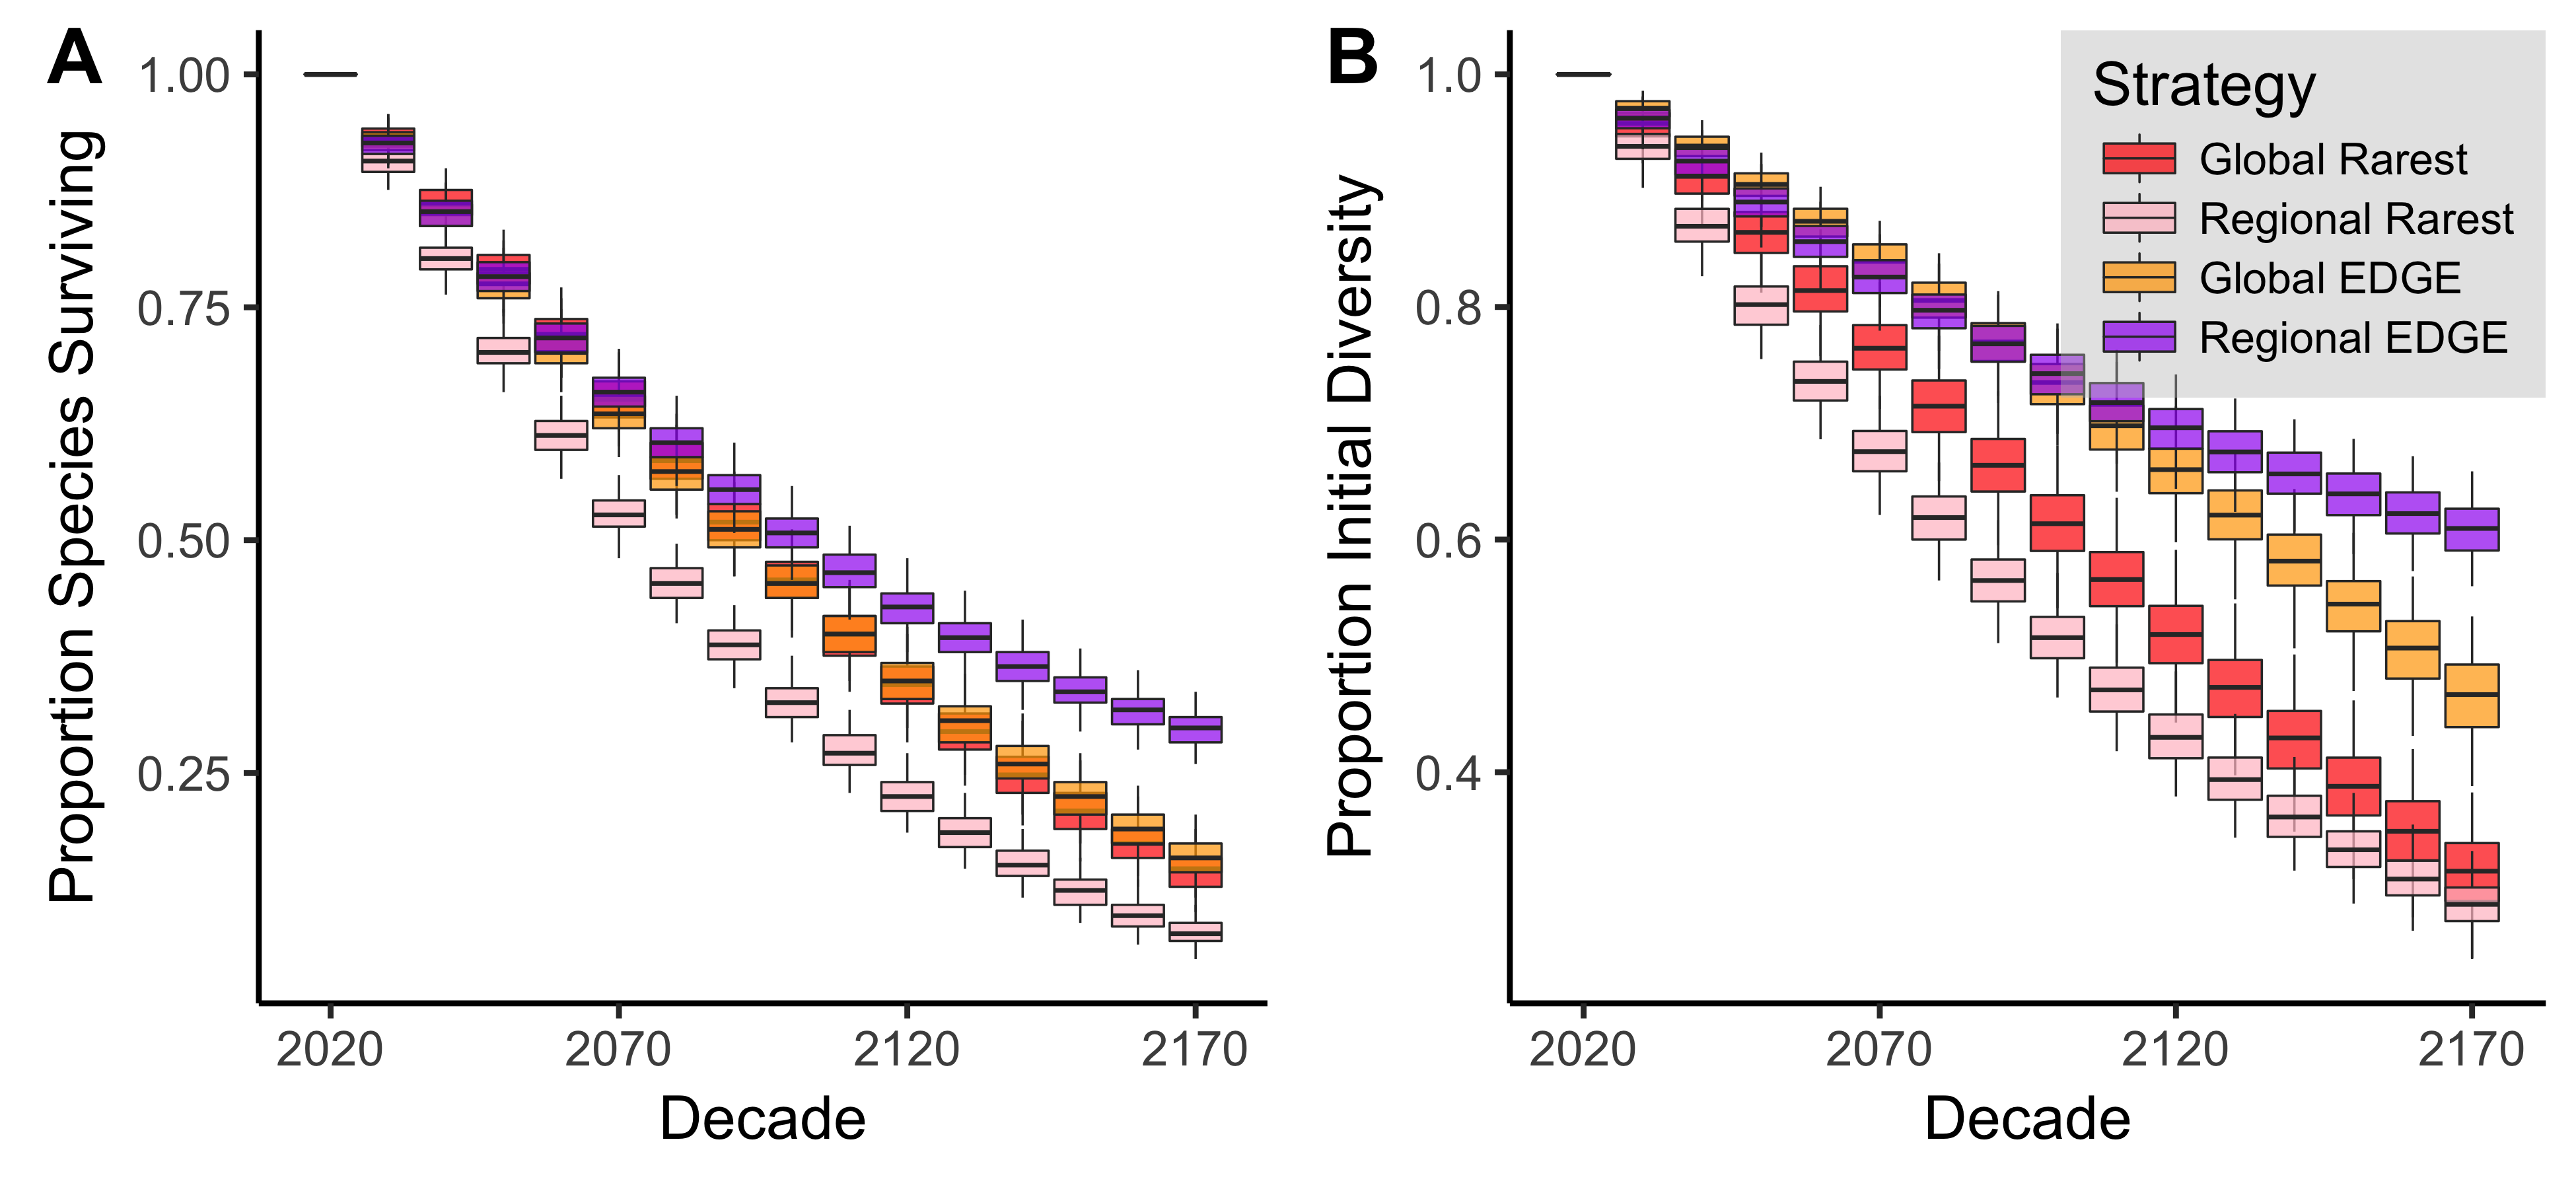 A
Proportion Species Surviving
1.00
0.75
0.50
0.25
2020 2070 2120 2170
Decade
B
Proportion Initial Diversity
1.0
0.8
0.6
0.4
2020 2070 2120 2170
Decade
Strategy
Global Rarest
Regional Rarest
Global EDGE
Regional EDGE